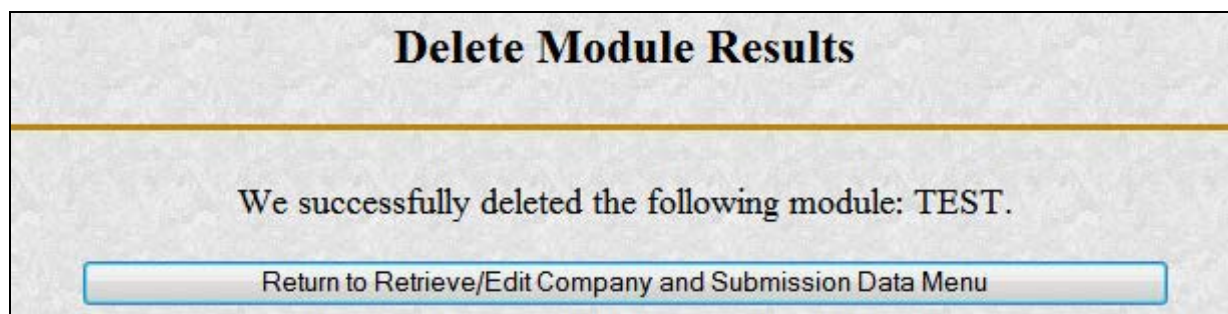 Delete Module Results
We successfully deleted the following module: TEST.
Return to Retrieve/Edit Company and Submission Data Menu